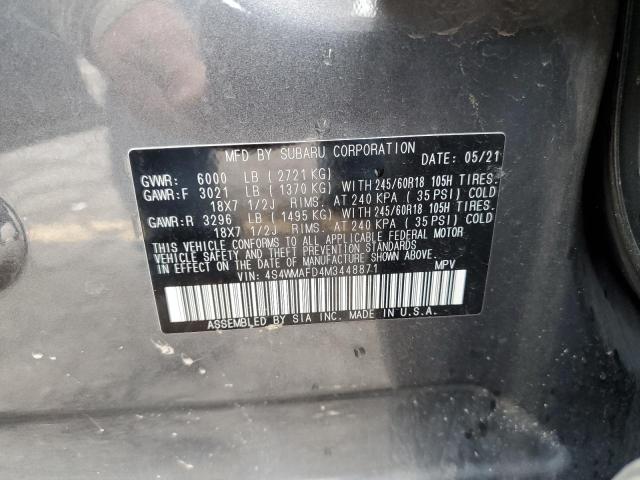 MFD BY SUBARU CORPORATION DATE: 05/21
GVWR: 6000 LB ( 2721 KG)
GAWR:F 3021 LB ( 1370 KG) WITH 245/60R18 105H TIRES.
18X7 1/2J RIMS. AT 240 KPA ( 35 PSI) COLD
GAWR:R 3296 LB ( 1495 KG) WITH 245/60R18 105H TIRES.
18X7 1/2J RIMS. AT 240 KPA ( 35 PSI) COLD
THIS VEHICLE CONFORMS TO ALL APPLICABLE FEDERAL MOTOR
VEHICLE SAFETY AND THEFT PREVENTION STANDARDS
IN EFFECT ON THE DATE OF MANUFACTURE SHOWN ABOVE.
VIN: 4S4WMAFD4M3448871 MPV
ASSEMBLED BY SIA INC. MADE IN U.S.A.